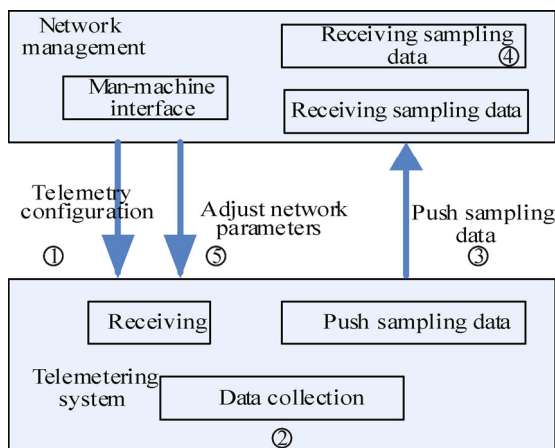 Network
management
Receiving sampling
data ④
Man-machine
interface
Receiving sampling data
Telemetry
configuration
①
Adjust network
parameters
⑤
Push sampling
data
③
Receiving
Push sampling data
Telemetering
system
Data collection
②